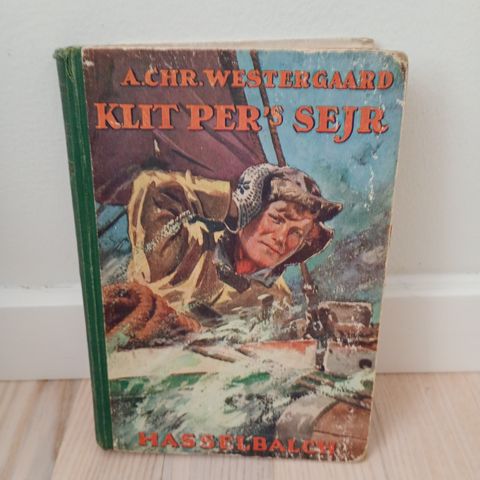 A. CHR. WESTERGAARD
KLIT PER'S SEJR
HASSELBALCH